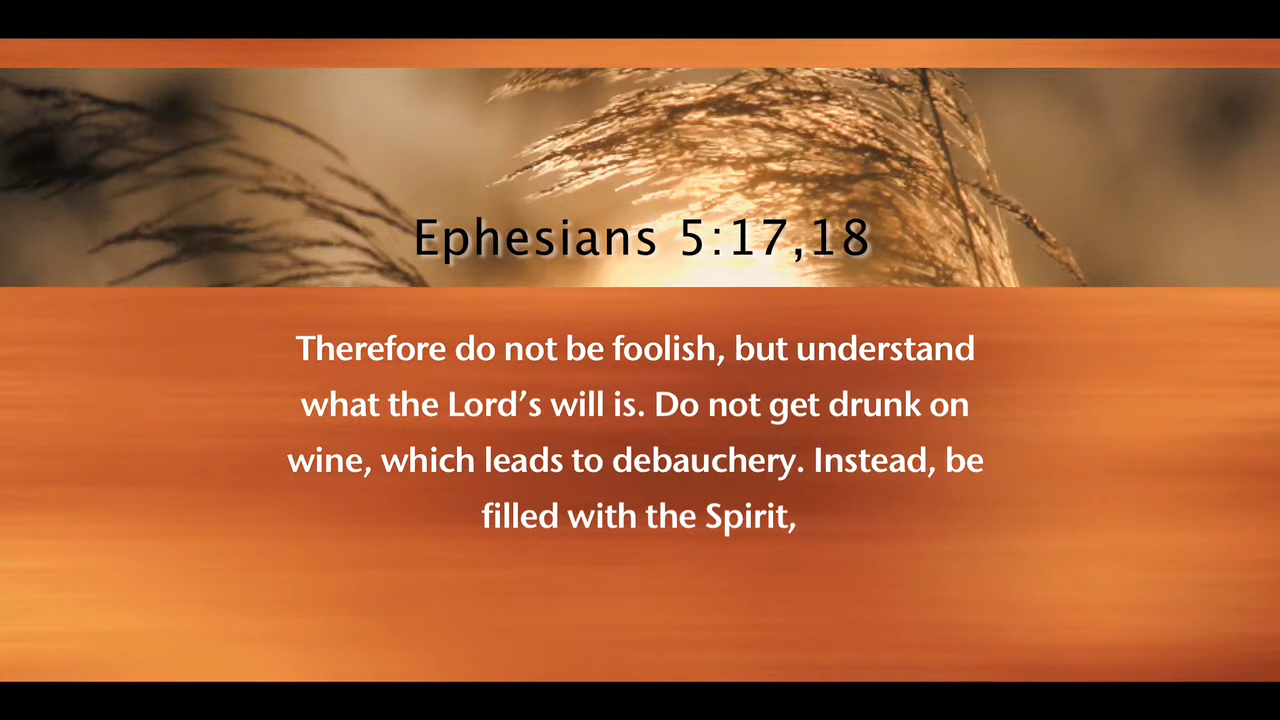 Ephesians 5:17,18
Therefore do not be foolish, but understand
what the Lord’s will is. Do not get drunk on
wine, which leads to debauchery. Instead, be
filled with the Spirit,